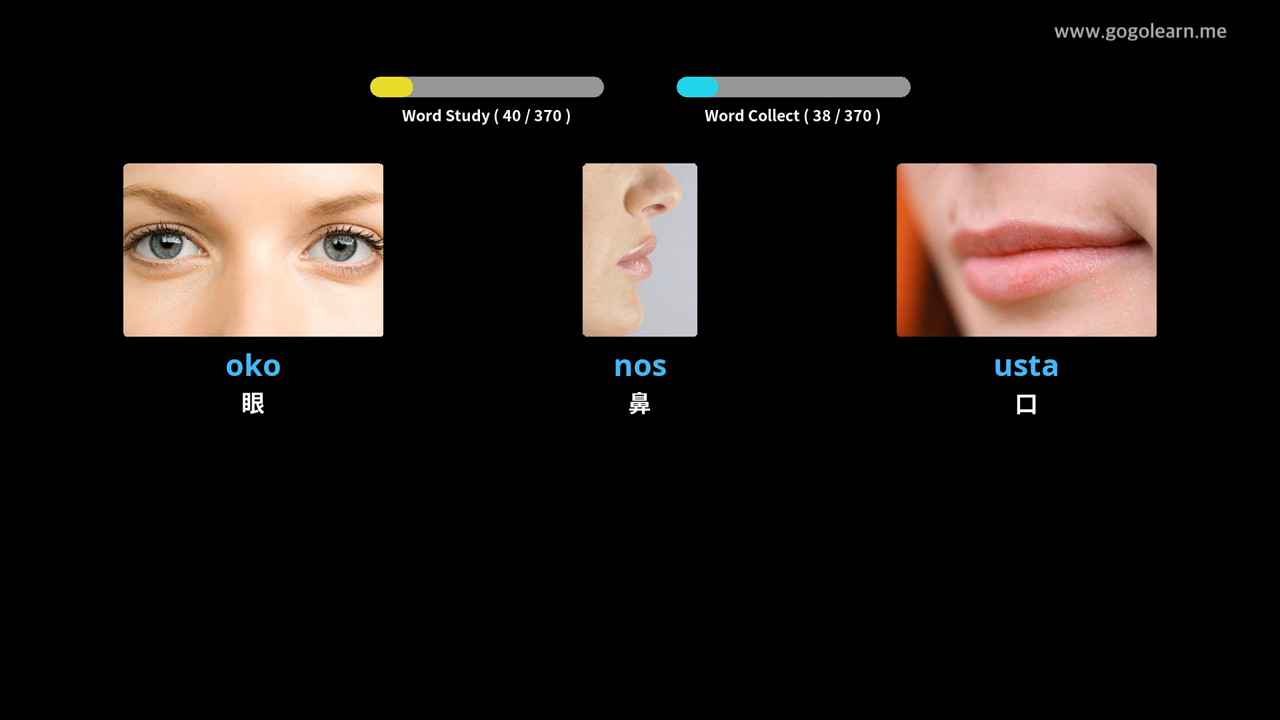 www.gogolearn.me
Word Study ( 40 / 370 )
Word Collect ( 38 / 370 )
oko
眼
nos
鼻
usta
口